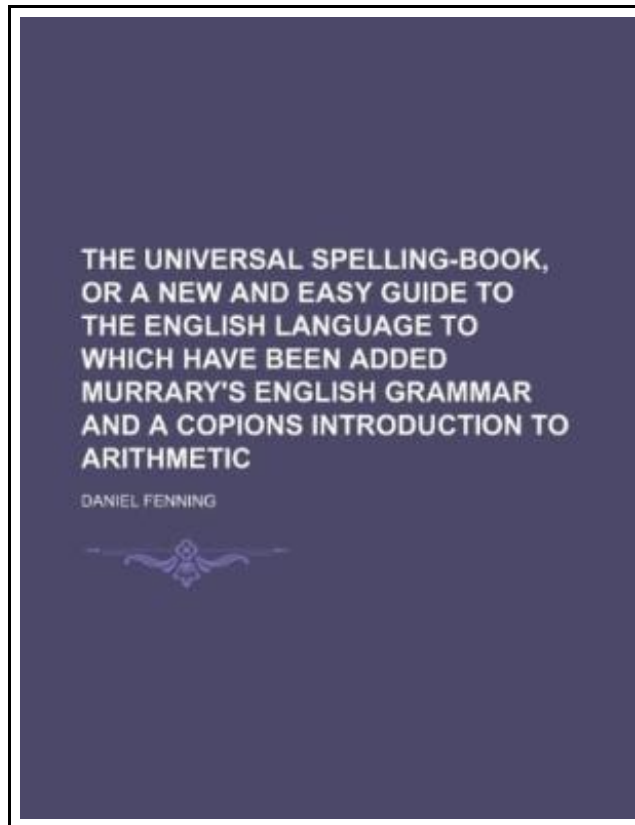 THE UNIVERSAL SPELLING-BOOK,
OR A NEW AND EASY GUIDE TO
THE ENGLISH LANGUAGE TO
WHICH HAVE BEEN ADDED
MURRARY'S ENGLISH GRAMMAR
AND A COPIONS INTRODUCTION TO
ARITHMETIC
DANIEL FENNING